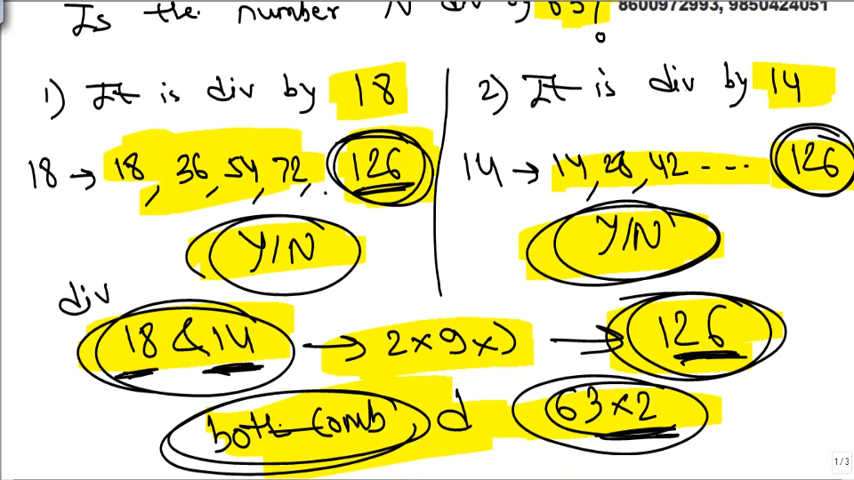 Is the number N div by 63? 8600972993, 9850424051
1) It is div by 18
2) It is div by 14
18 → 18, 36, 54, 72, . 126
14 → 14, 28, 42 --- 126
Y/N
Y/N
div
18 & 14 → 2×9×7 → 126
both Comb, d 63×2
1/3